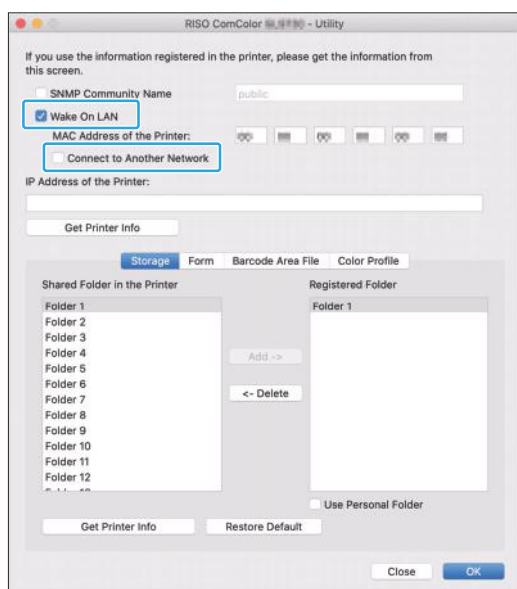 RISO ComColor - Utility
If you use the information registered in the printer, please get the information from
this screen.
SNMP Community Name
public
Wake On LAN
MAC Address of the Printer:
Connect to Another Network
IP Address of the Printer:
Get Printer Info
Storage Form Barcode Area File Color Profile
Shared Folder in the Printer Registered Folder
Folder 1 Folder 1
Folder 2
Folder 3
Folder 4
Folder 5
Folder 6
Folder 7
Folder 8
Folder 9
Folder 10
Folder 11
Folder 12
Add ->
<- Delete
Use Personal Folder
Get Printer Info Restore Default
Close OK